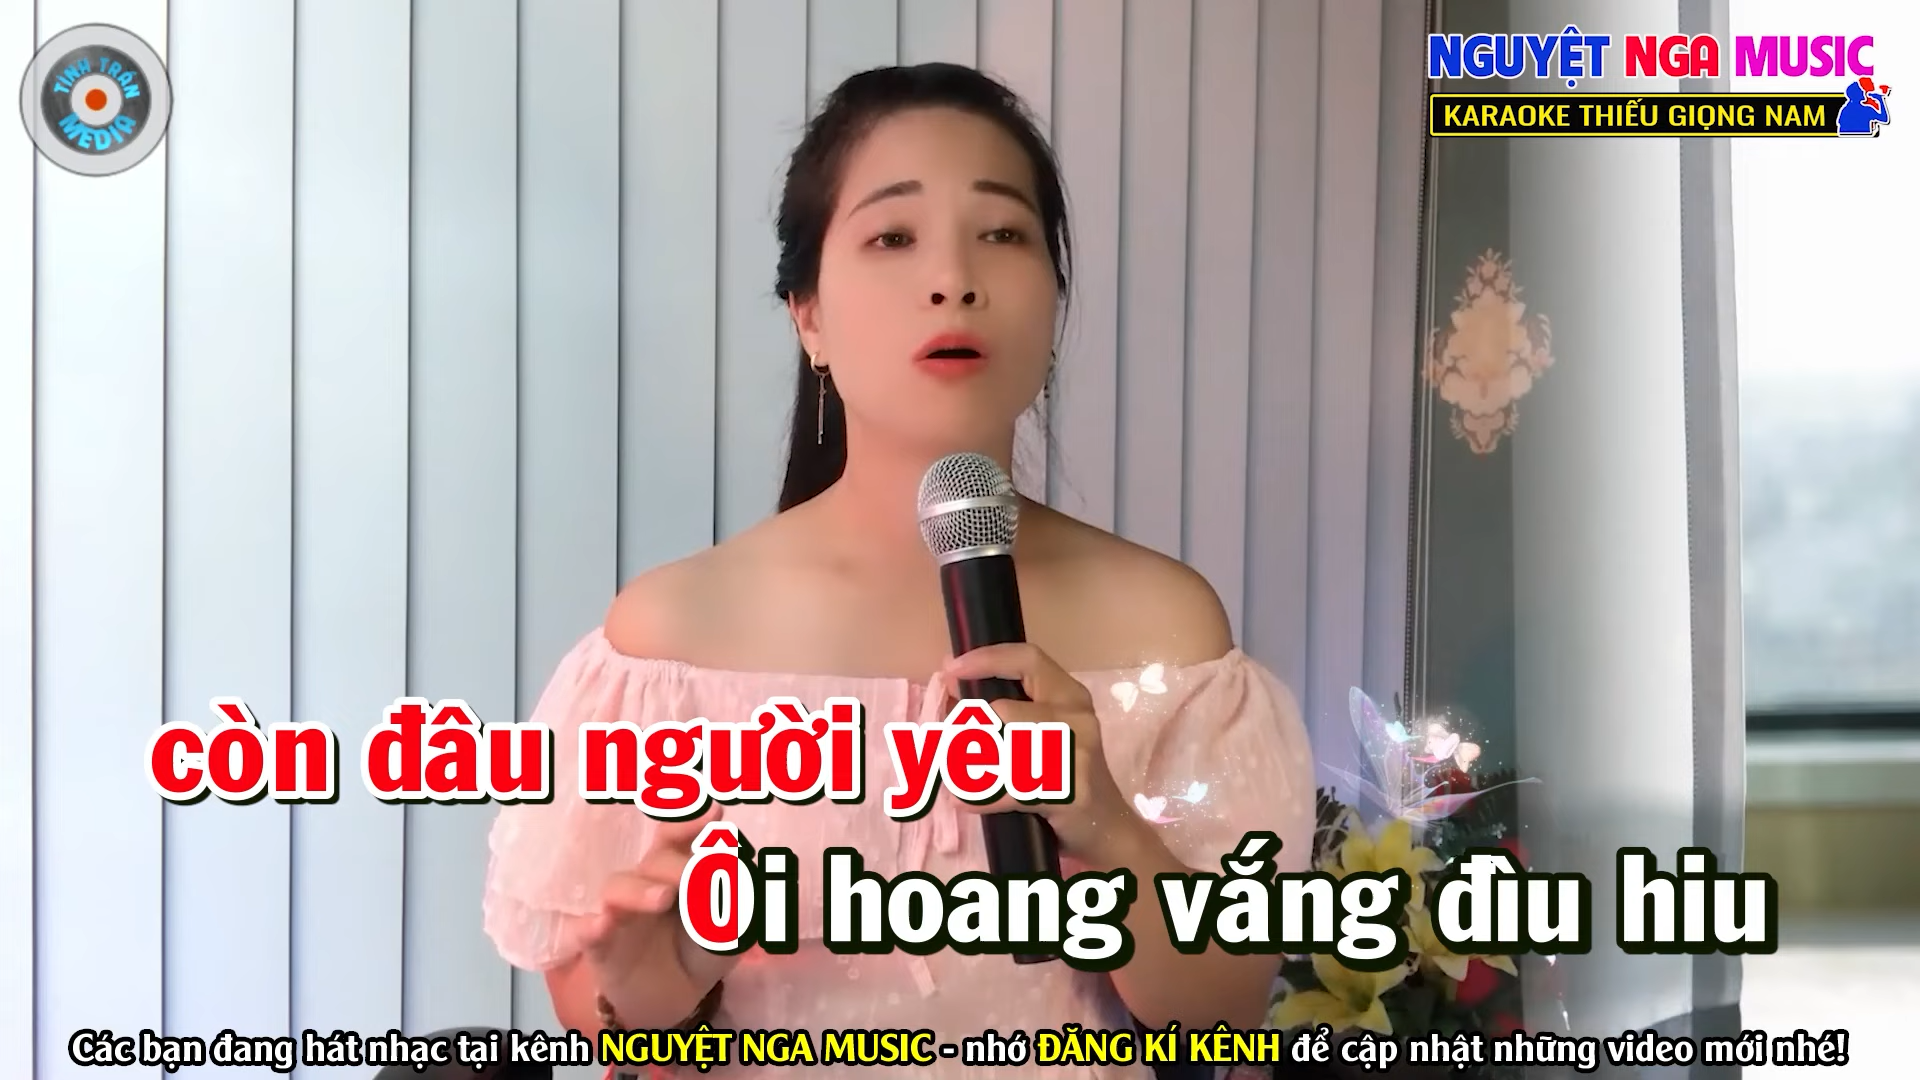 TÌNH TRẦN
MEDIA
NGUYỆT NGA MUSIC
KARAOKE THIẾU GIỌNG NAM
còn đâu người yêu
Ôi hoang vắng đìu hiu
Các bạn đang hát nhạc tại kênh NGUYỆT NGA MUSIC - nhớ ĐĂNG KÍ KÊNH để cập nhật những video mới nhé!